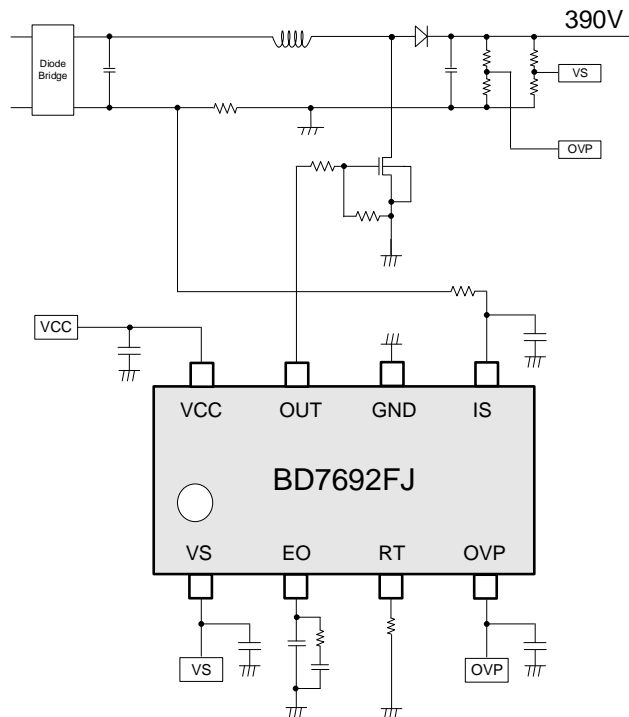 390V
Diode
Bridge
VS
OVP
VCC
VCC OUT GND IS
BD7692FJ
VS EO RT OVP
VS
OVP